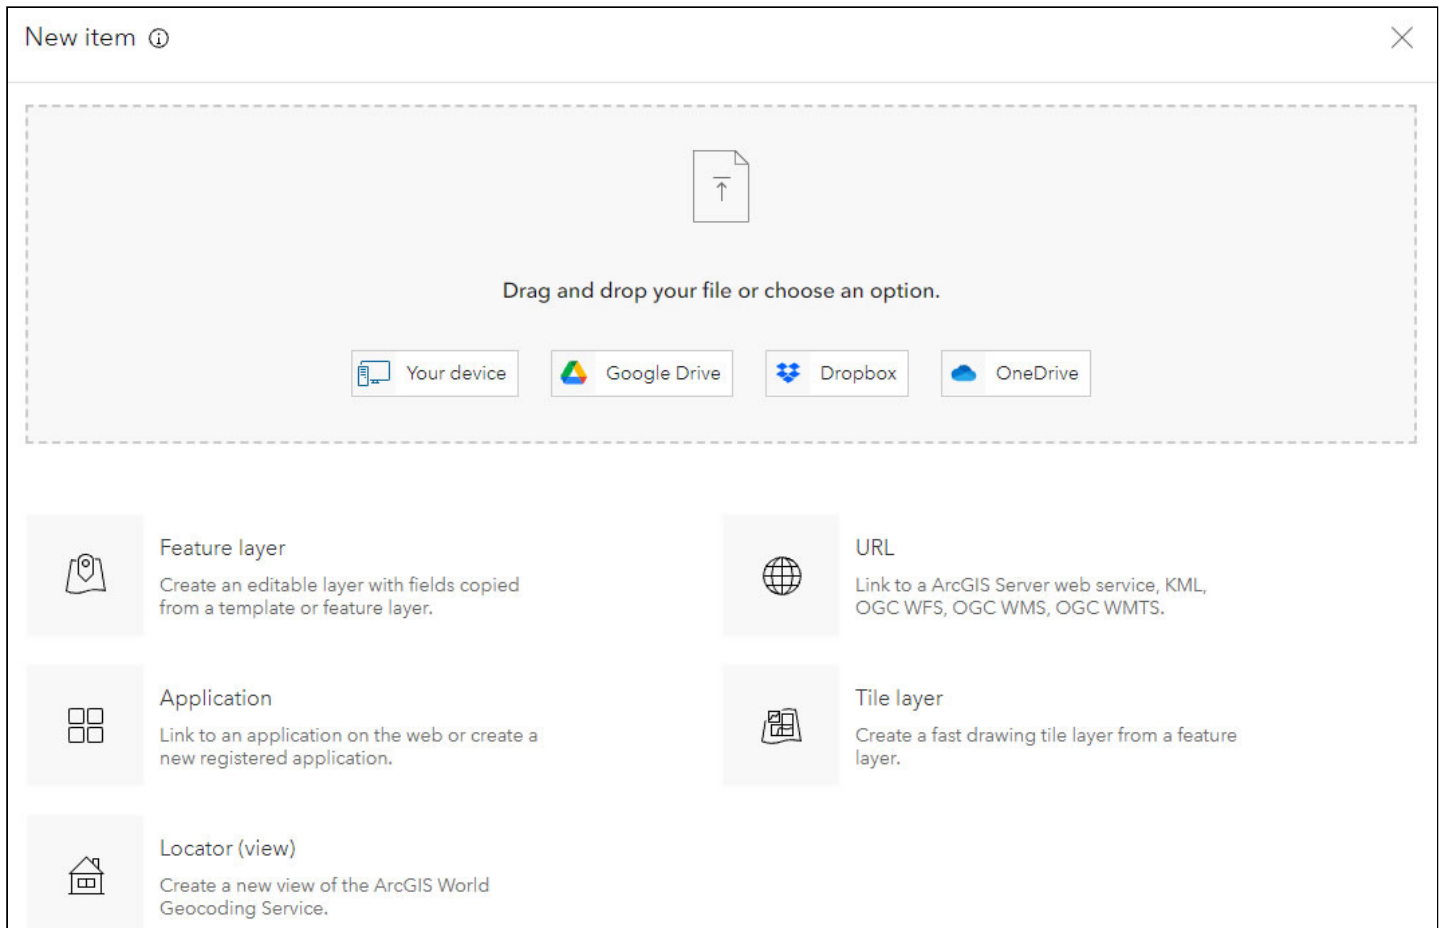 New item
Drag and drop your file or choose an option.
Your device
Google Drive
Dropbox
OneDrive
Feature layer
Create an editable layer with fields copied
from a template or feature layer.
URL
Link to a ArcGIS Server web service, KML,
OGC WFS, OGC WMS, OGC WMTS.
Application
Link to an application on the web or create a
new registered application.
Tile layer
Create a fast drawing tile layer from a feature
layer.
Locator (view)
Create a new view of the ArcGIS World
Geocoding Service.